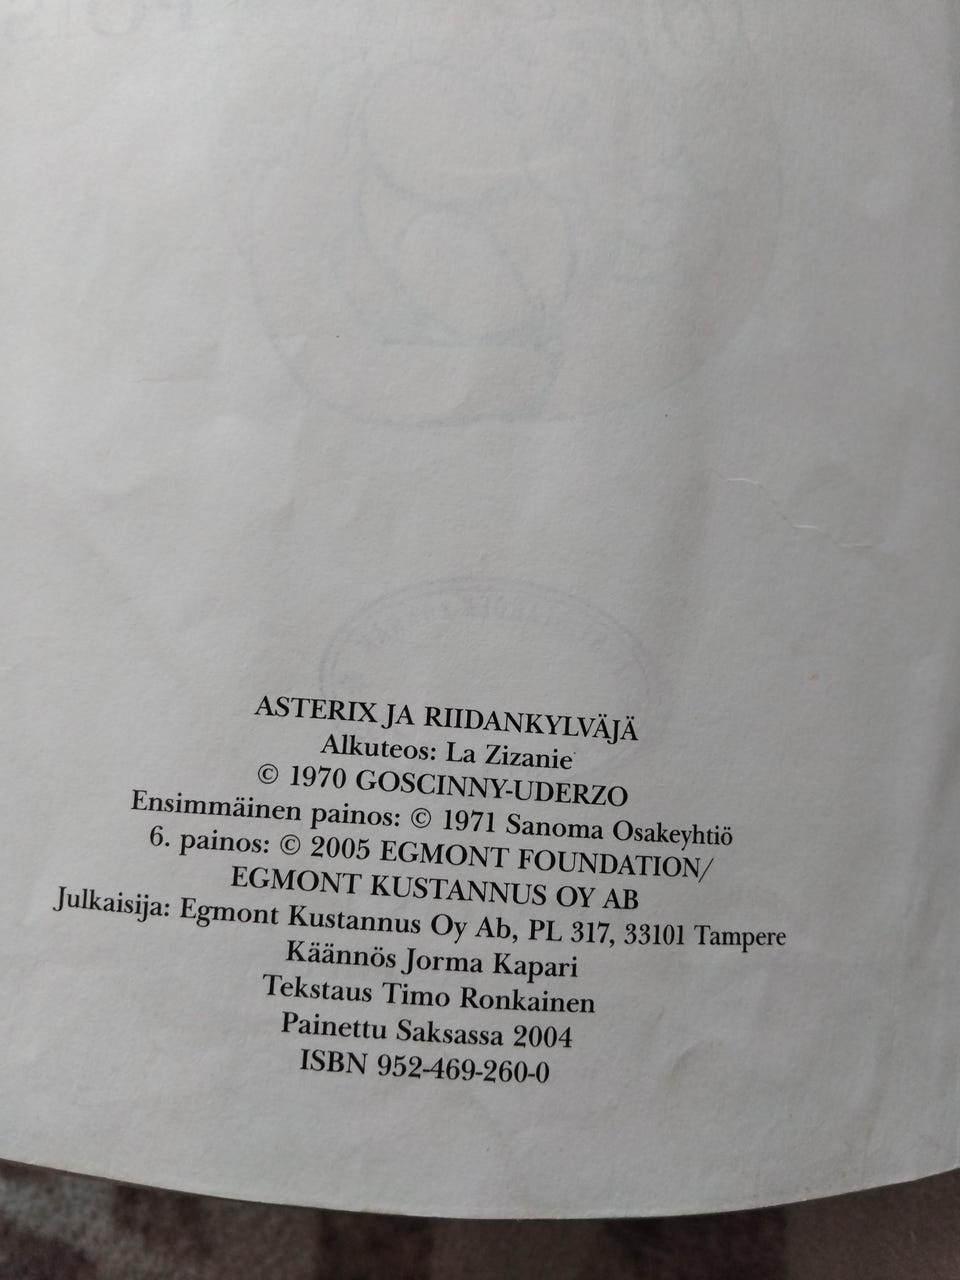 ASTERIX JA RIIDANKYLVÄJÄ
Alkuteos: La Zizanie
© 1970 GOSCINNY-UDERZO
Ensimmäinen painos: © 1971 Sanoma Osakeyhtiö
6. painos: © 2005 EGMONT FOUNDATION/
EGMONT KUSTANNUS OY AB
Julkaisija: Egmont Kustannus Oy Ab, PL 317, 33101 Tampere
Käännös Jorma Kapari
Tekstaus Timo Ronkainen
Painettu Saksassa 2004
ISBN 952-469-260-0